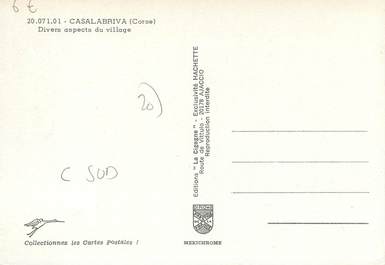 6 €
20.071.01 - CASALABRIVA (Corse)
Divers aspects du village
20)
C SUD
Editions "La Cigogne" - Exclusivité HACHETTE
Route de Vittulo - 20178 AJACCIO
Reproduction interdite
Collectionnez les Cartes Postales !
MEXICHROME